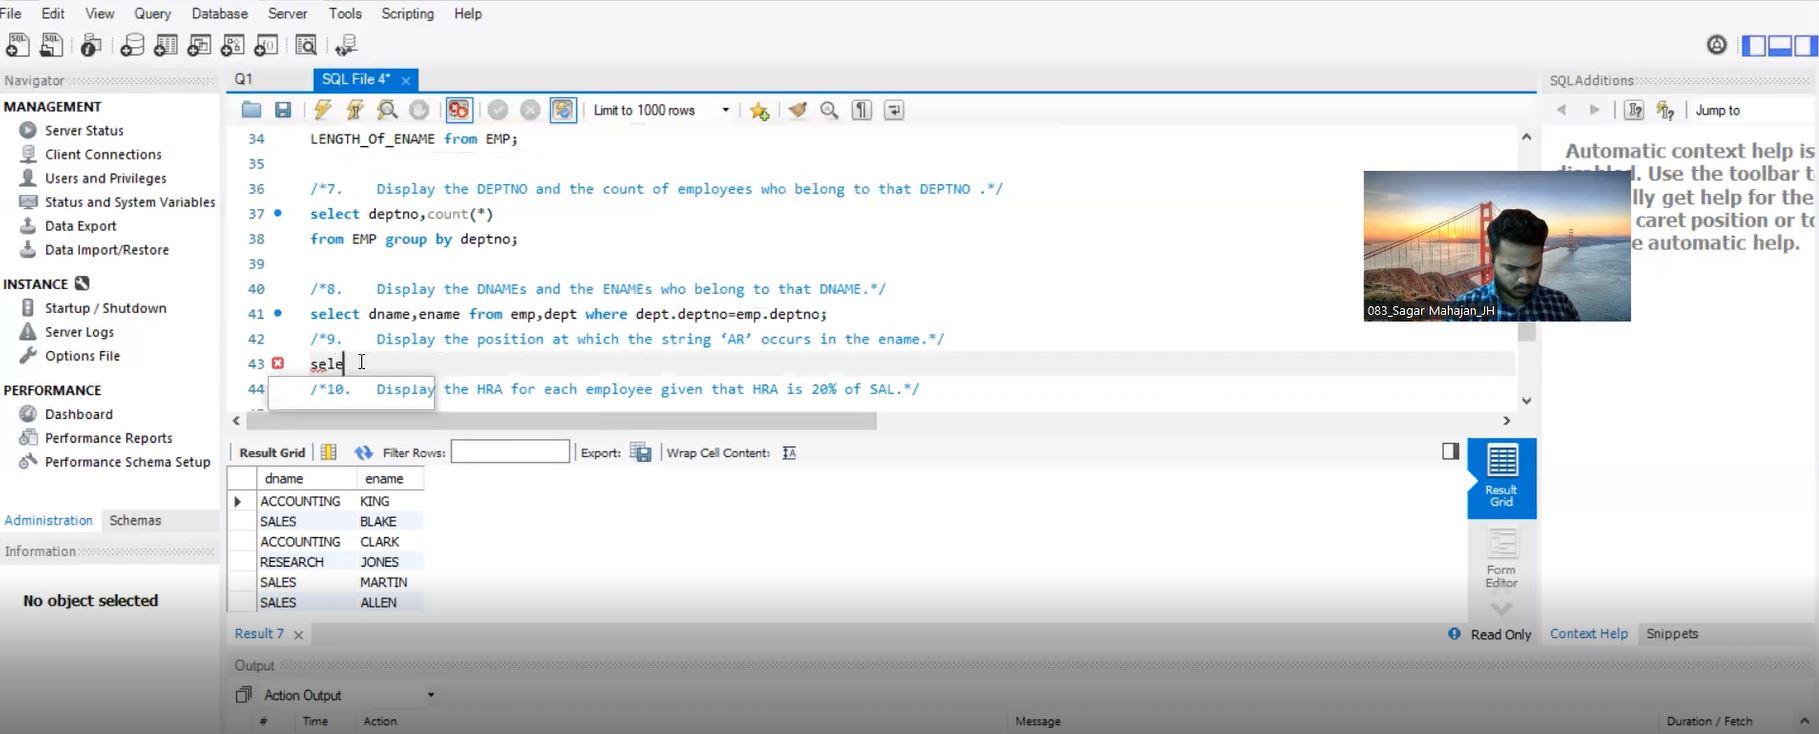 File Edit View Query Database Server Tools Scripting Help
Navigator
MANAGEMENT
Server Status
Client Connections
Users and Privileges
Status and System Variables
Data Export
Data Import/Restore
INSTANCE
Startup / Shutdown
Server Logs
Options File
PERFORMANCE
Dashboard
Performance Reports
Performance Schema Setup
Administration Schemas
Information
No object selected
Q1 SQL File 4*
Limit to 1000 rows
34 LENGTH_Of_ENAME from EMP;
35
36 /*7. Display the DEPTNO and the count of employees who belong to that DEPTNO .*/
37 select deptno,count(*)
38 from EMP group by deptno;
39
40 /*8. Display the DNAMEs and the ENAMEs who belong to that DNAME.*/
41 select dname,ename from emp,dept where dept.deptno=emp.deptno;
42 /*9. Display the position at which the string ‘AR’ occurs in the ename.*/
43 sele
44 /*10. Display the HRA for each employee given that HRA is 20% of SAL.*/
Result Grid Filter Rows: Export: Wrap Cell Content:
dname ename
ACCOUNTING KING
SALES BLAKE
ACCOUNTING CLARK
RESEARCH JONES
SALES MARTIN
SALES ALLEN
Result Grid
Form Editor
Result 7
Read Only
Output
Action Output
# Time Action Message Duration / Fetch
SQLAdditions
Jump to
Automatic context help is
. Use the toolbar t
lly get help for the
caret position or to
e automatic help.
083_Sagar Mahajan_JH
Context Help Snippets